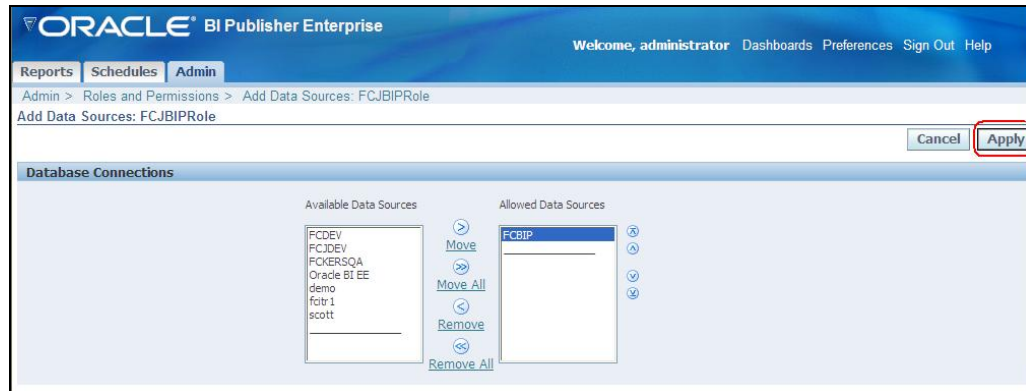 ORACLE® BI Publisher Enterprise
Welcome, administrator Dashboards Preferences Sign Out Help
Reports Schedules Admin
Admin > Roles and Permissions > Add Data Sources: FCJBIPRole
Add Data Sources: FCJBIPRole
Cancel Apply
Database Connections
Available Data Sources Allowed Data Sources
FCDEV
FCJDEV
FCKERSQA
Oracle BI EE
demo
fcitr1
scott
Move
Move All
Remove
Remove All
FCBIP